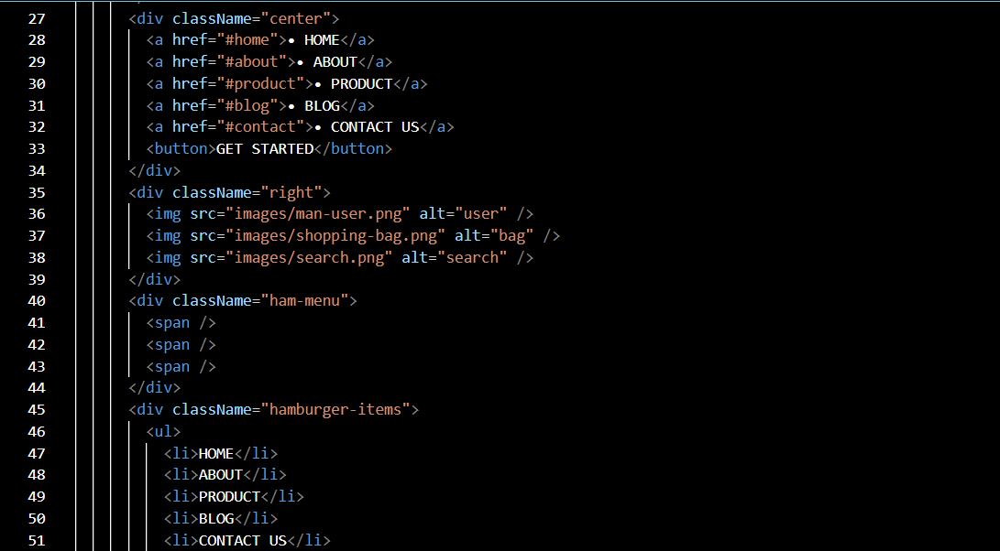 27 <div className="center">
28 <a href="#home">• HOME</a>
29 <a href="#about">• ABOUT</a>
30 <a href="#product">• PRODUCT</a>
31 <a href="#blog">• BLOG</a>
32 <a href="#contact">• CONTACT US</a>
33 <button>GET STARTED</button>
34 </div>
35 <div className="right">
36 <img src="images/man-user.png" alt="user" />
37 <img src="images/shopping-bag.png" alt="bag" />
38 <img src="images/search.png" alt="search" />
39 </div>
40 <div className="ham-menu">
41 <span />
42 <span />
43 <span />
44 </div>
45 <div className="hamburger-items">
46 <ul>
47 <li>HOME</li>
48 <li>ABOUT</li>
49 <li>PRODUCT</li>
50 <li>BLOG</li>
51 <li>CONTACT US</li>